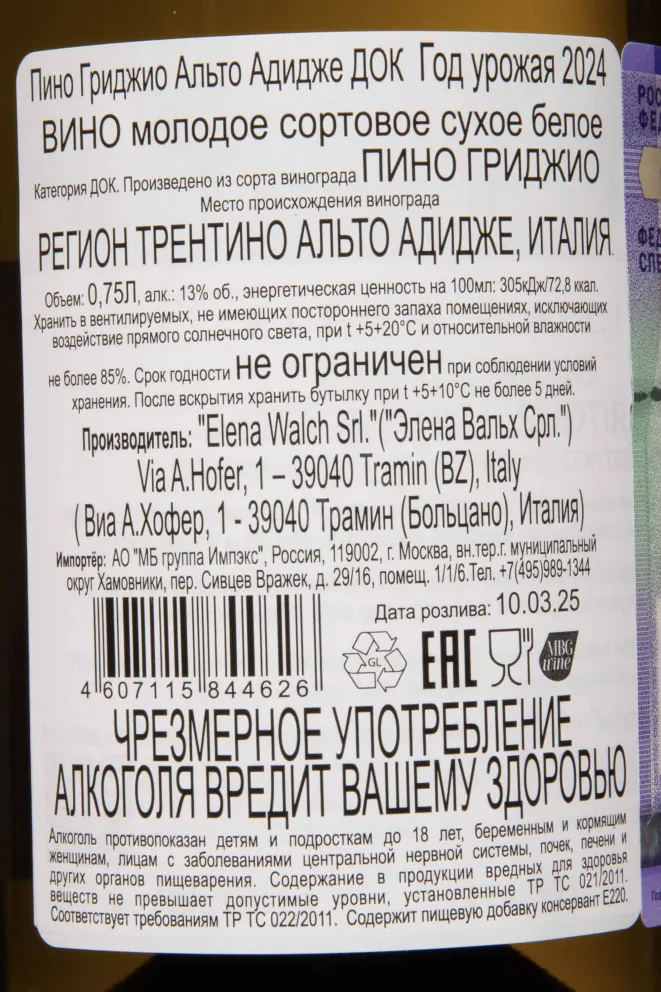 Пино Гриджио Альто Адидже ДОК Год урожая 2024
ВИНО молодое сортовое сухое белое
Категория ДОК. Произведено из сорта винограда ПИНО ГРИДЖИО
Место происхождения винограда
РЕГИОН ТРЕНТИНО АЛЬТО АДИДЖЕ, ИТАЛИЯ
Объем: 0,75Л, алк.: 13% об., энергетическая ценность на 100мл: 305кДж/72,8 ккал.
Хранить в вентилируемых, не имеющих постороннего запаха помещениях, исключающих
воздействие прямого солнечного света, при t +5+20°С и относительной влажности
не более 85%. Срок годности не ограничен при соблюдении условий
хранения. После вскрытия хранить бутылку при t +5+10°С не более 5 дней.
Производитель: "Elena Walch Srl."("Элена Вальх Срл.")
Via A.Hofer, 1 – 39040 Tramin (BZ), Italy
( Виа А.Хофер, 1 - 39040 Трамин (Больцано), Италия)
Импортёр: АО "МБ группа Импэкс", Россия, 119002, г. Москва, вн.тер.г. муниципальный
округ Хамовники, пер. Сивцев Вражек, д. 29/16, помещ. 1/1/6.Тел. +7(495)989-1344
Дата розлива: 10.03.25
GL
EAC
MBG
wine
4 607115 844626
ЧРЕЗМЕРНОЕ УПОТРЕБЛЕНИЕ
АЛКОГОЛЯ ВРЕДИТ ВАШЕМУ ЗДОРОВЬЮ
Алкоголь противопоказан детям и подросткам до 18 лет, беременным и кормящим
женщинам, лицам с заболеваниями центральной нервной системы, почек, печени и
других органов пищеварения. Содержание в продукции вредных для здоровья
веществ не превышает допустимые уровни, установленные ТР ТС 021/2011.
Соответствует требованиям ТР ТС 022/2011. Содержит пищевую добавку консервант Е220.
РОС
ФЕД
ФЕД
СПЕ